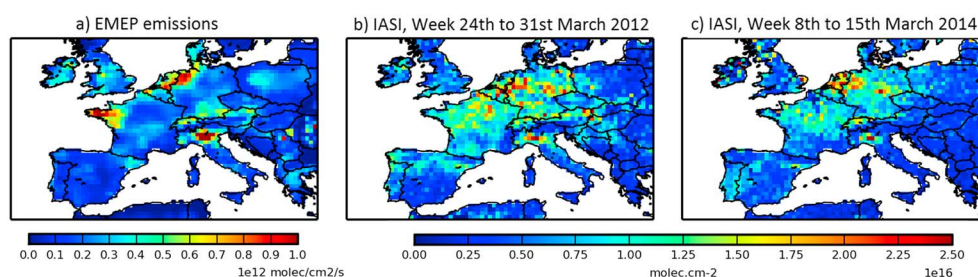 a) EMEP emissions
b) IASI, Week 24th to 31st March 2012
c) IASI, Week 8th to 15th March 2014
0.0 0.1 0.2 0.3 0.4 0.5 0.6 0.7 0.8 0.9 1.0
1e12 molec/cm2/s
0.00 0.25 0.50 0.75 1.00 1.25 1.50 1.75 2.00 2.25 2.50
molec.cm-2
1e16